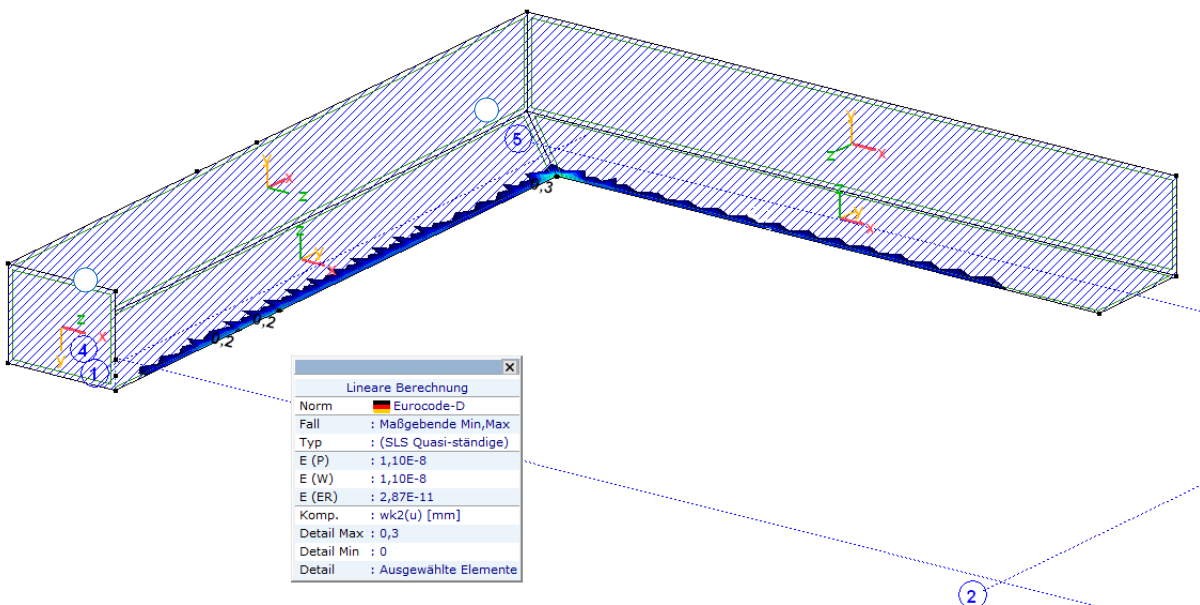 y
x
z
5
y
x
z
0,3
z
y
x
z
y
x
z
x
y
4
1
0,2
0,2
Lineare Berechnung
Norm Eurocode-D
Fall : Maßgebende Min,Max
Typ : (SLS Quasi-ständige)
E (P) : 1,10E-8
E (W) : 1,10E-8
E (ER) : 2,87E-11
Komp. : wk2(u) [mm]
Detail Max : 0,3
Detail Min : 0
Detail : Ausgewählte Elemente
2